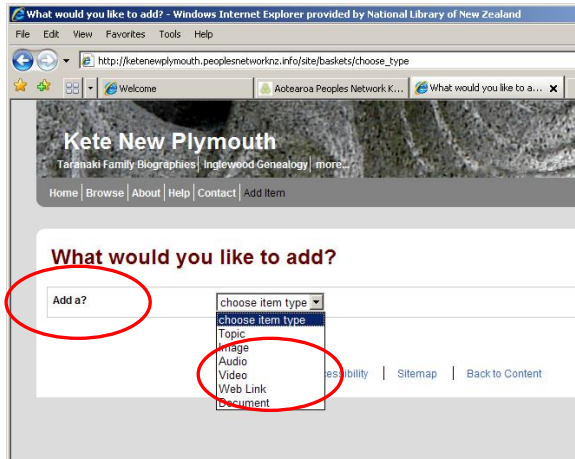 What would you like to add? - Windows Internet Explorer provided by National Library of New Zealand
File Edit View Favorites Tools Help
http://ketenewplymouth.peoplesnetworknz.info/site/baskets/choose_type
Welcome Aotearoa Peoples Network K... What would you like to a... x
Kete New Plymouth
Taranaki Family Biographies| Inglewood Genealogy| more...
Home | Browse | About | Help | Contact | Add Item
What would you like to add?
Add a? choose item type
choose item type
Topic
Image
Audio
Video
Web Link
Document
Sitemap | Back to Content